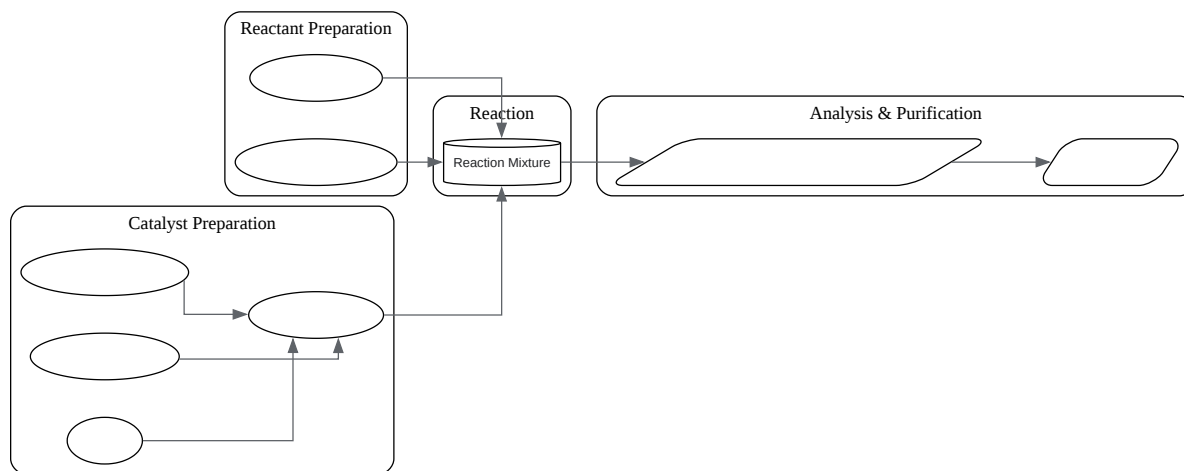 Reactant Preparation
Reaction
Reaction Mixture
Analysis & Purification
Catalyst Preparation